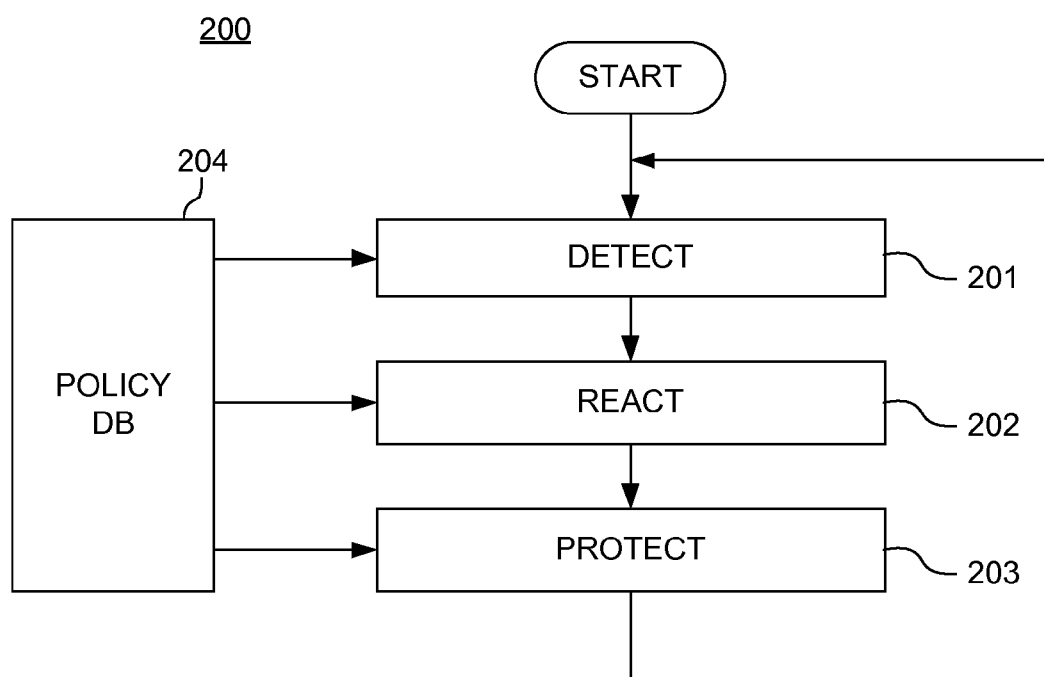 200
START
204
DETECT
201
POLICY
DB
REACT
202
PROTECT
203